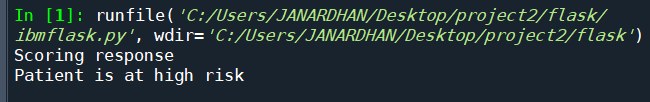 In [1]: runfile('C:/Users/JANARDHAN/Desktop/project2/flask/
ibmflask.py', wdir='C:/Users/JANARDHAN/Desktop/project2/flask')
Scoring response
Patient is at high risk